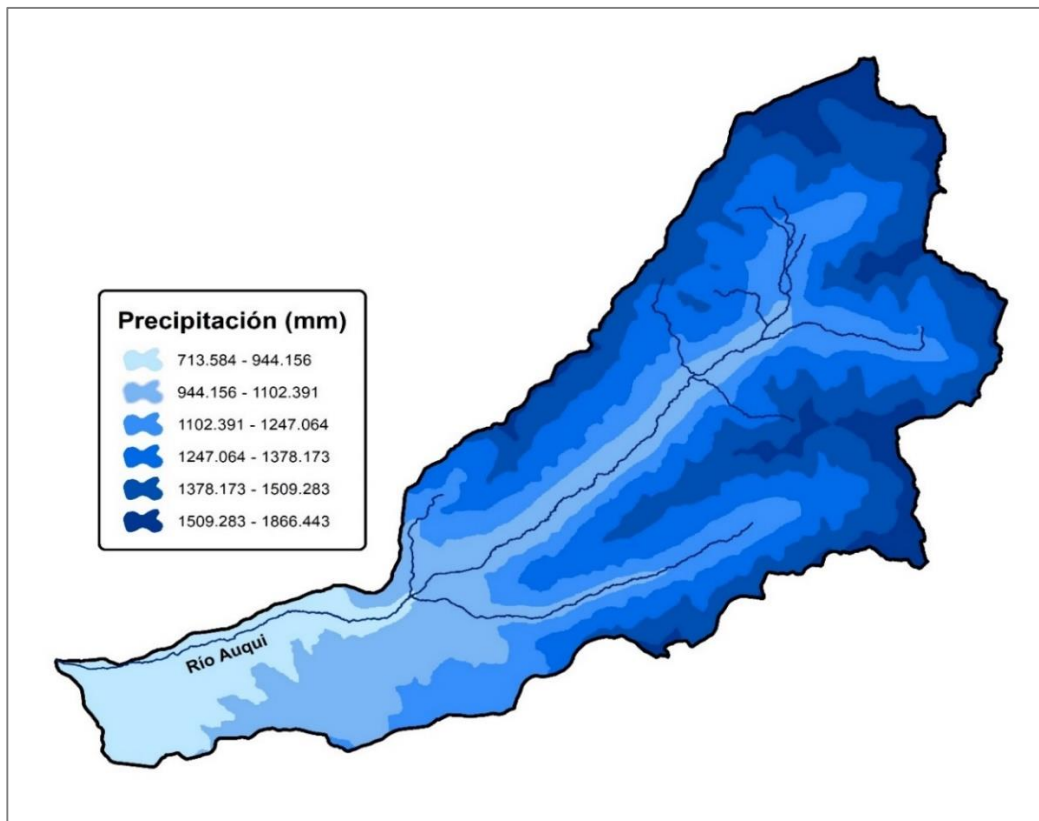 Precipitación (mm)
713.584 - 944.156
944.156 - 1102.391
1102.391 - 1247.064
1247.064 - 1378.173
1378.173 - 1509.283
1509.283 - 1866.443
Río Auqui